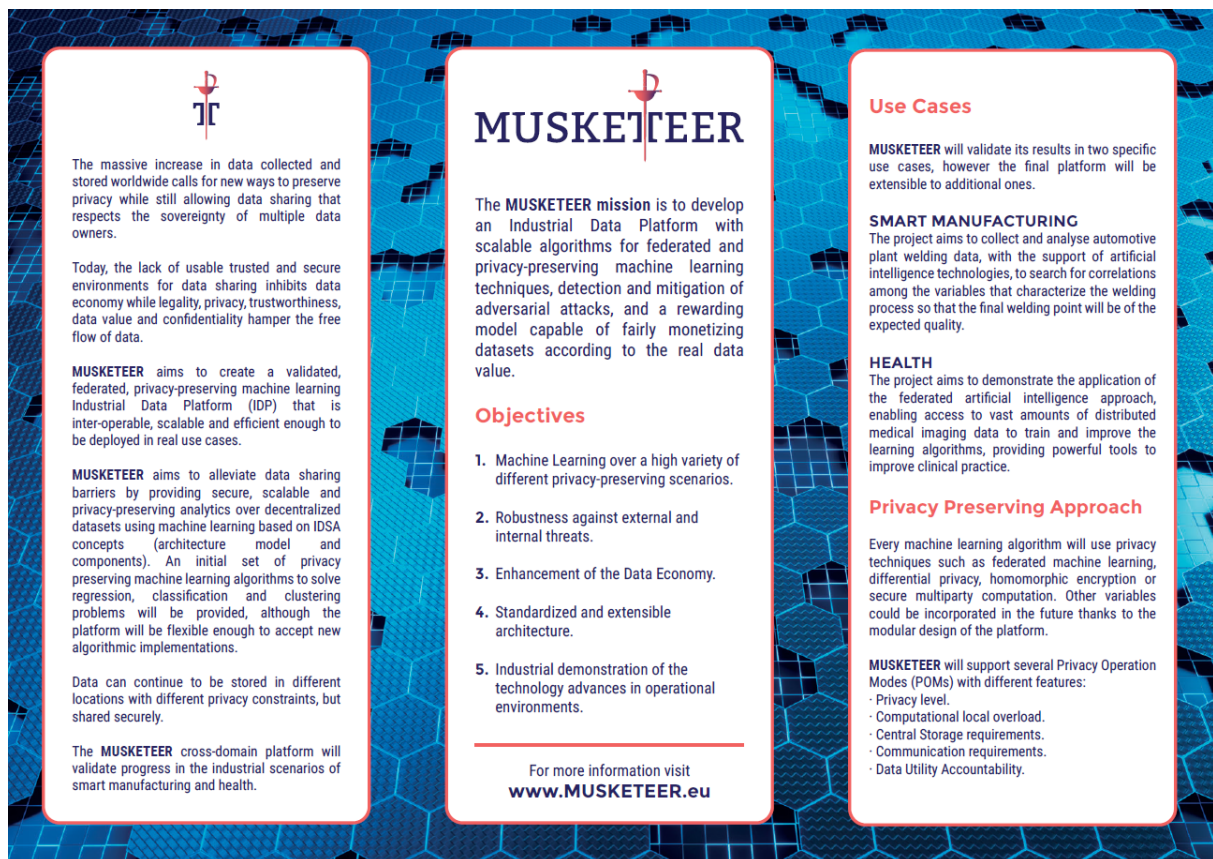 The massive increase in data collected and
stored worldwide calls for new ways to preserve
privacy while still allowing data sharing that
respects the sovereignty of multiple data
owners.
Today, the lack of usable trusted and secure
environments for data sharing inhibits data
economy while legality, privacy, trustworthiness,
data value and confidentiality hamper the free
flow of data.
MUSKETEER aims to create a validated,
federated, privacy-preserving machine learning
Industrial Data Platform (IDP) that is
inter-operable, scalable and efficient enough to
be deployed in real use cases.
MUSKETEER aims to alleviate data sharing
barriers by providing secure, scalable and
privacy-preserving analytics over decentralized
datasets using machine learning based on IDSA
concepts (architecture model and
components). An initial set of privacy
preserving machine learning algorithms to solve
regression, classification and clustering
problems will be provided, although the
platform will be flexible enough to accept new
algorithmic implementations.
Data can continue to be stored in different
locations with different privacy constraints, but
shared securely.
The MUSKETEER cross-domain platform will
validate progress in the industrial scenarios of
smart manufacturing and health.
MUSKETEER
The MUSKETEER mission is to develop
an Industrial Data Platform with
scalable algorithms for federated and
privacy-preserving machine learning
techniques, detection and mitigation of
adversarial attacks, and a rewarding
model capable of fairly monetizing
datasets according to the real data
value.
Objectives
1. Machine Learning over a high variety of
different privacy-preserving scenarios.
2. Robustness against external and
internal threats.
3. Enhancement of the Data Economy.
4. Standardized and extensible
architecture.
5. Industrial demonstration of the
technology advances in operational
environments.
For more information visit
www.MUSKETEER.eu
Use Cases
MUSKETEER will validate its results in two specific
use cases, however the final platform will be
extensible to additional ones.
SMART MANUFACTURING
The project aims to collect and analyse automotive
plant welding data, with the support of artificial
intelligence technologies, to search for correlations
among the variables that characterize the welding
process so that the final welding point will be of the
expected quality.
HEALTH
The project aims to demonstrate the application of
the federated artificial intelligence approach,
enabling access to vast amounts of distributed
medical imaging data to train and improve the
learning algorithms, providing powerful tools to
improve clinical practice.
Privacy Preserving Approach
Every machine learning algorithm will use privacy
techniques such as federated machine learning,
differential privacy, homomorphic encryption or
secure multiparty computation. Other variables
could be incorporated in the future thanks to the
modular design of the platform.
MUSKETEER will support several Privacy Operation
Modes (POMs) with different features:
· Privacy level.
· Computational local overload.
· Central Storage requirements.
· Communication requirements.
· Data Utility Accountability.